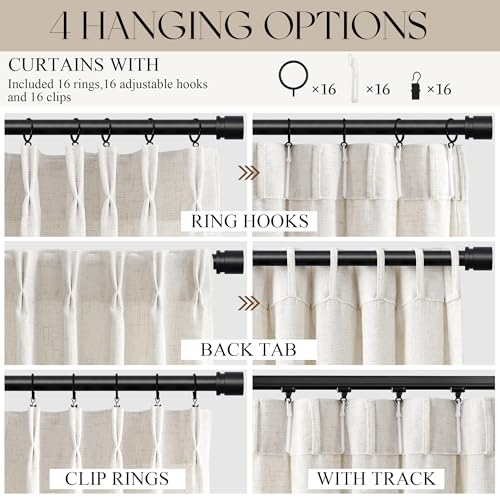 4 HANGING OPTIONS
CURTAINS WITH
Included 16 rings,16 adjustable hooks
and 16 clips
×16
×16
×16
RING HOOKS
BACK TAB
CLIP RINGS
WITH TRACK